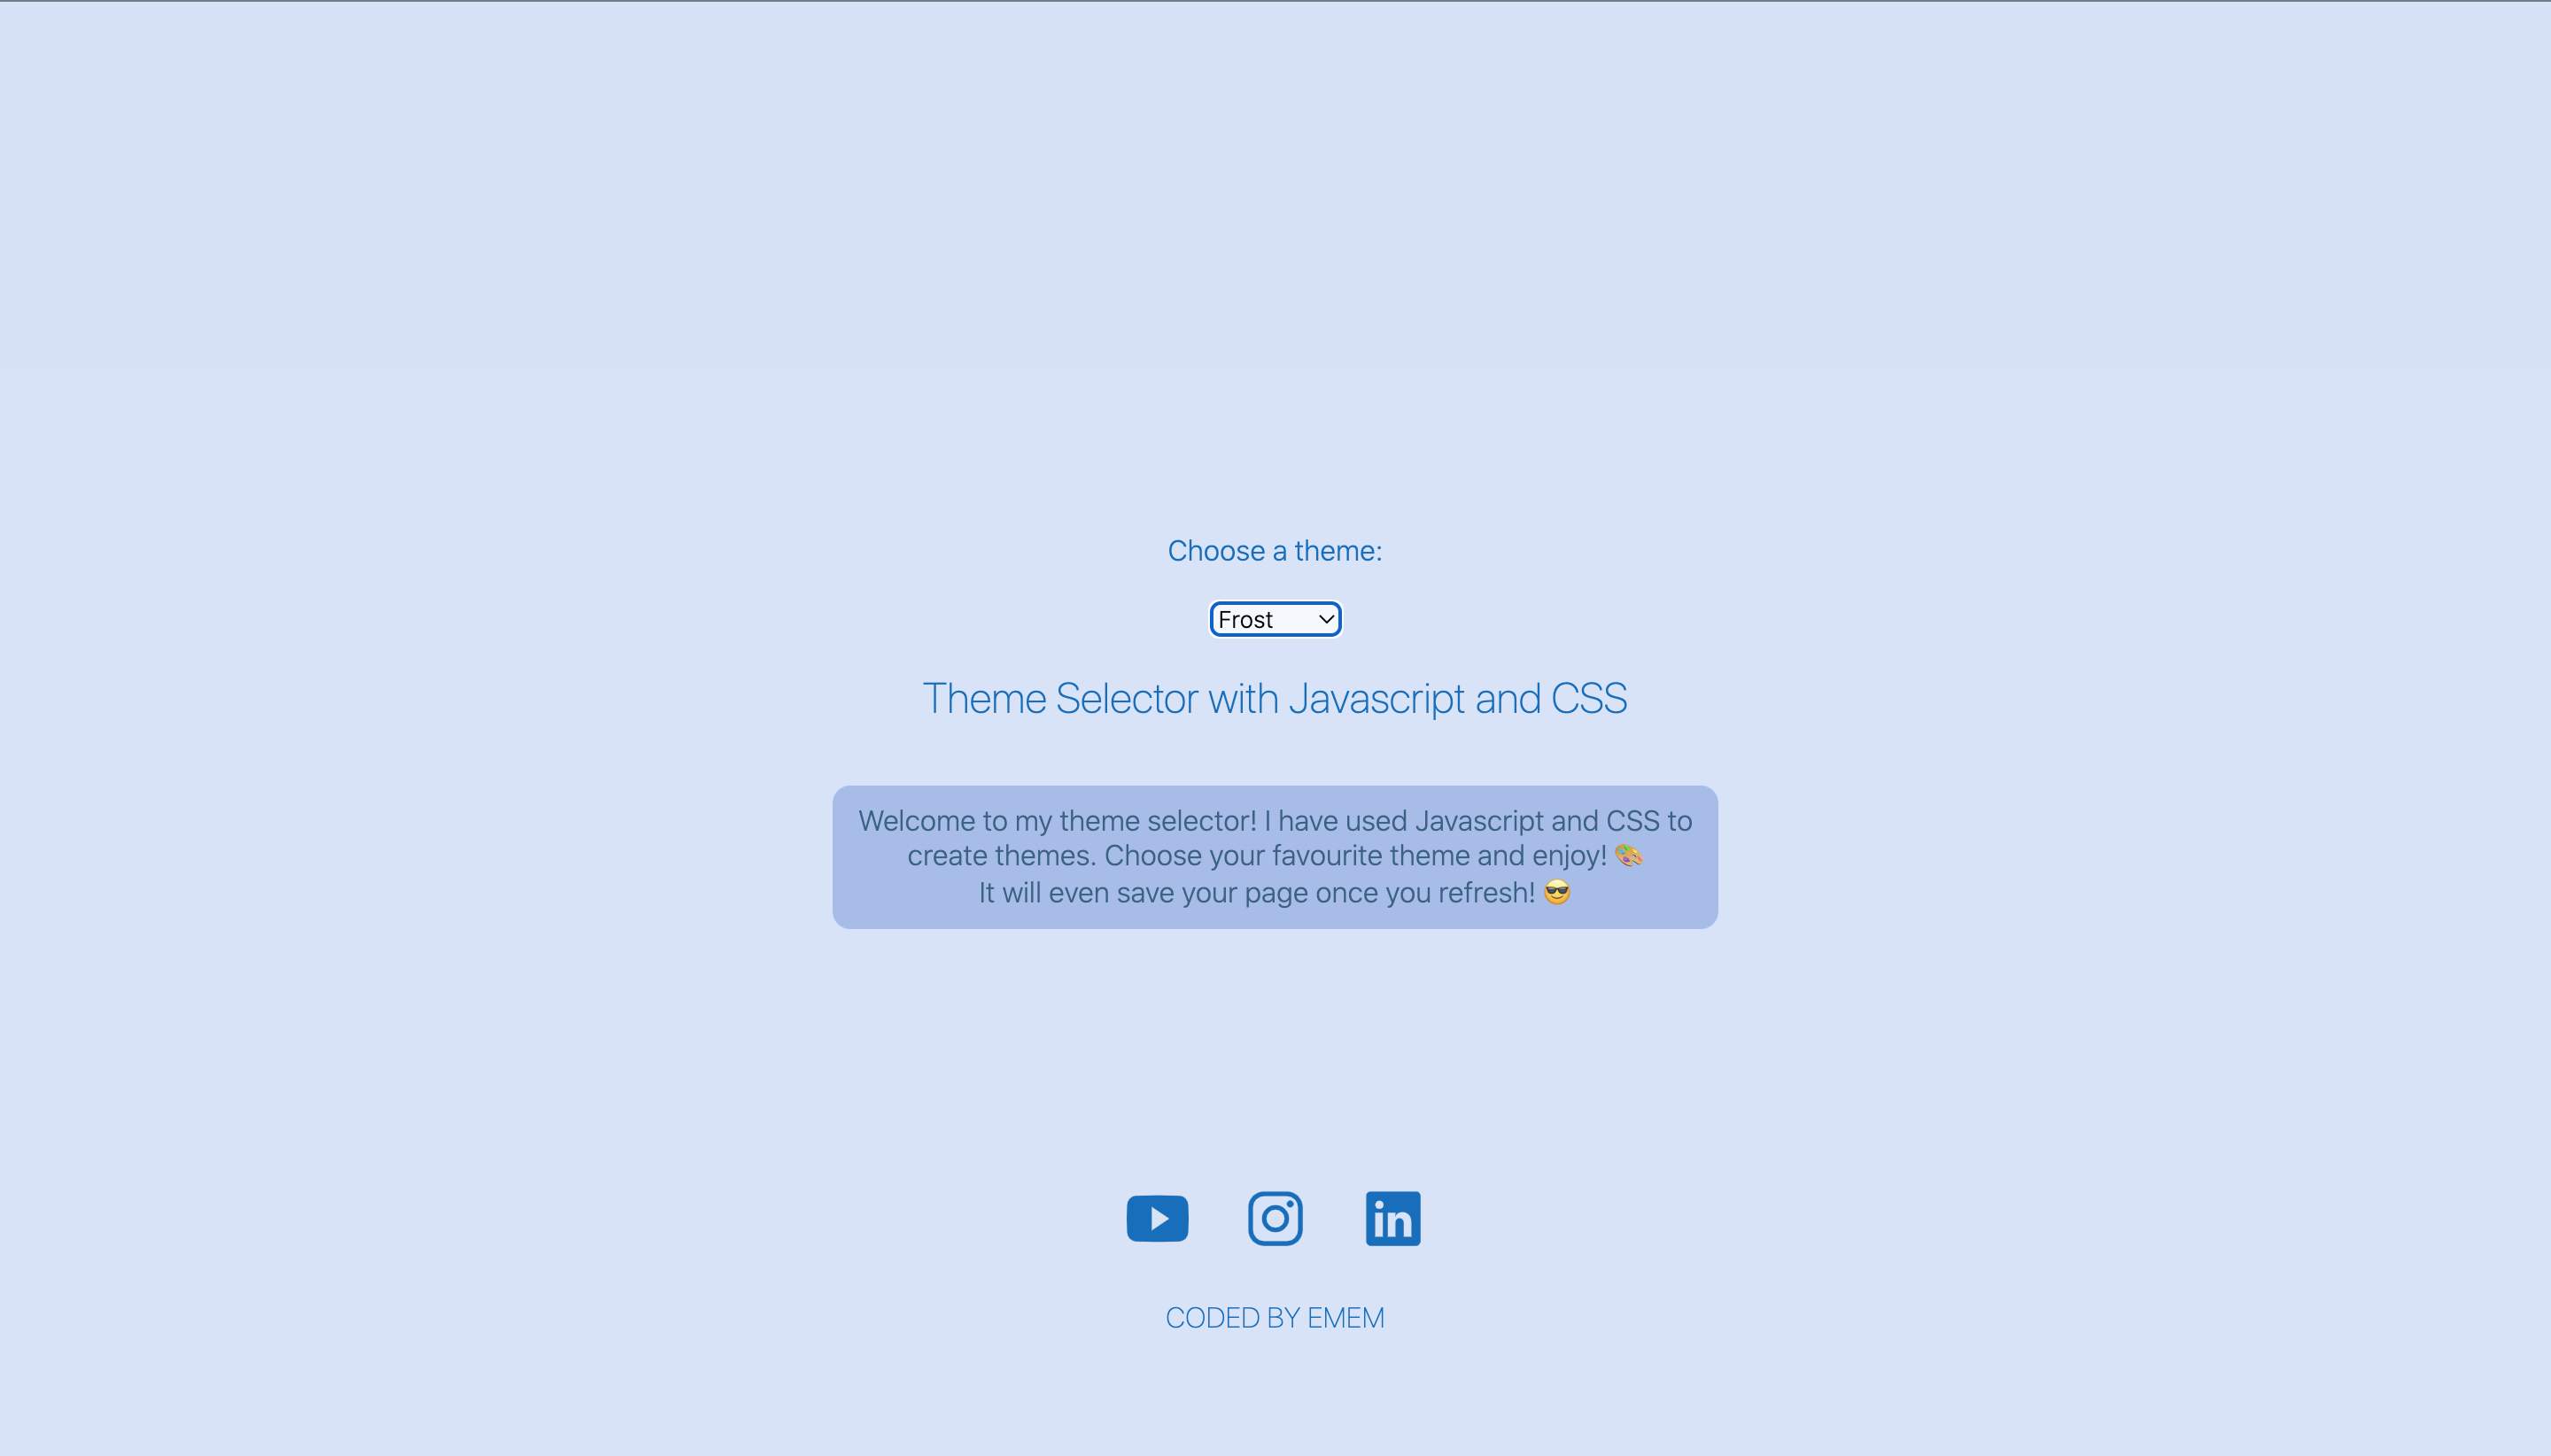 Choose a theme:
Frost
Theme Selector with Javascript and CSS
Welcome to my theme selector! I have used Javascript and CSS to
create themes. Choose your favourite theme and enjoy! 🎨
It will even save your page once you refresh! 😎
in
CODED BY EMEM